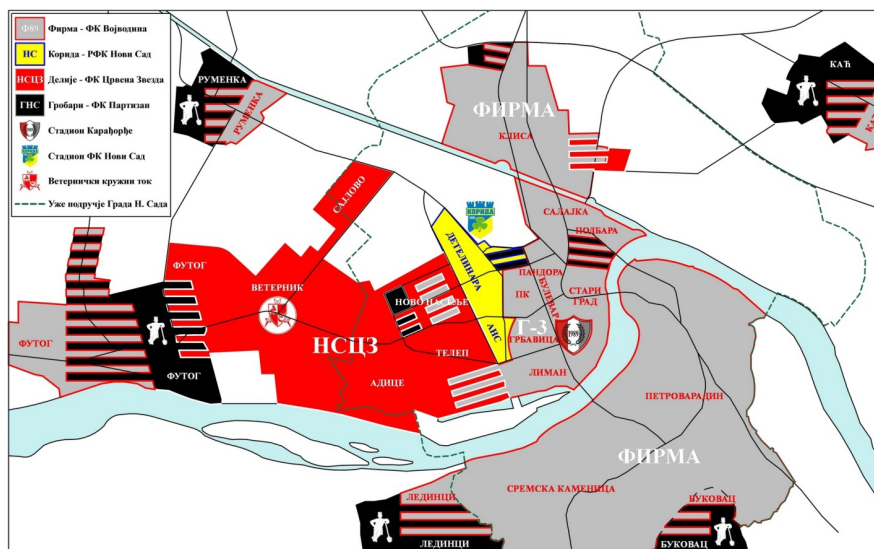 Ф89 Фирма - ФК Војводина
НС Корида - РФК Нови Сад
НСЦЗ Делије - ФК Црвена Звезда
ГНС Гробари - ФК Партизан
Стадион Карађорђе
Стадион ФК Нови Сад
Ветернички кружни ток
Уже подручје Града Н. Сада
РУМЕНКА
РУМЕНКА
ФИРМА
КЛИСА
КАЋ
САЈЛОВО
КОРИДА
САЛАЈКА
ПОДБАРА
ДЕТЕЛИНАРА
ФУТОГ
ВЕТЕРНИК
ПАНДОРА
ПК
БУЛЕВАР
СТАРИ
ГРАД
НОВО НАСЕЉЕ
АНС
Г-3
1989
ГРБАВИЦА
ФУТОГ
ФУТОГ
НСЦЗ
ТЕЛЕП
АДИЦЕ
ЛИМАН
ПЕТРОВАРАДИН
ФИРМА
СРЕМСКА КАМЕНИЦА
ЛЕДИНЦИ
БУКОВАЦ
ЛЕДИНЦИ
БУКОВАЦ